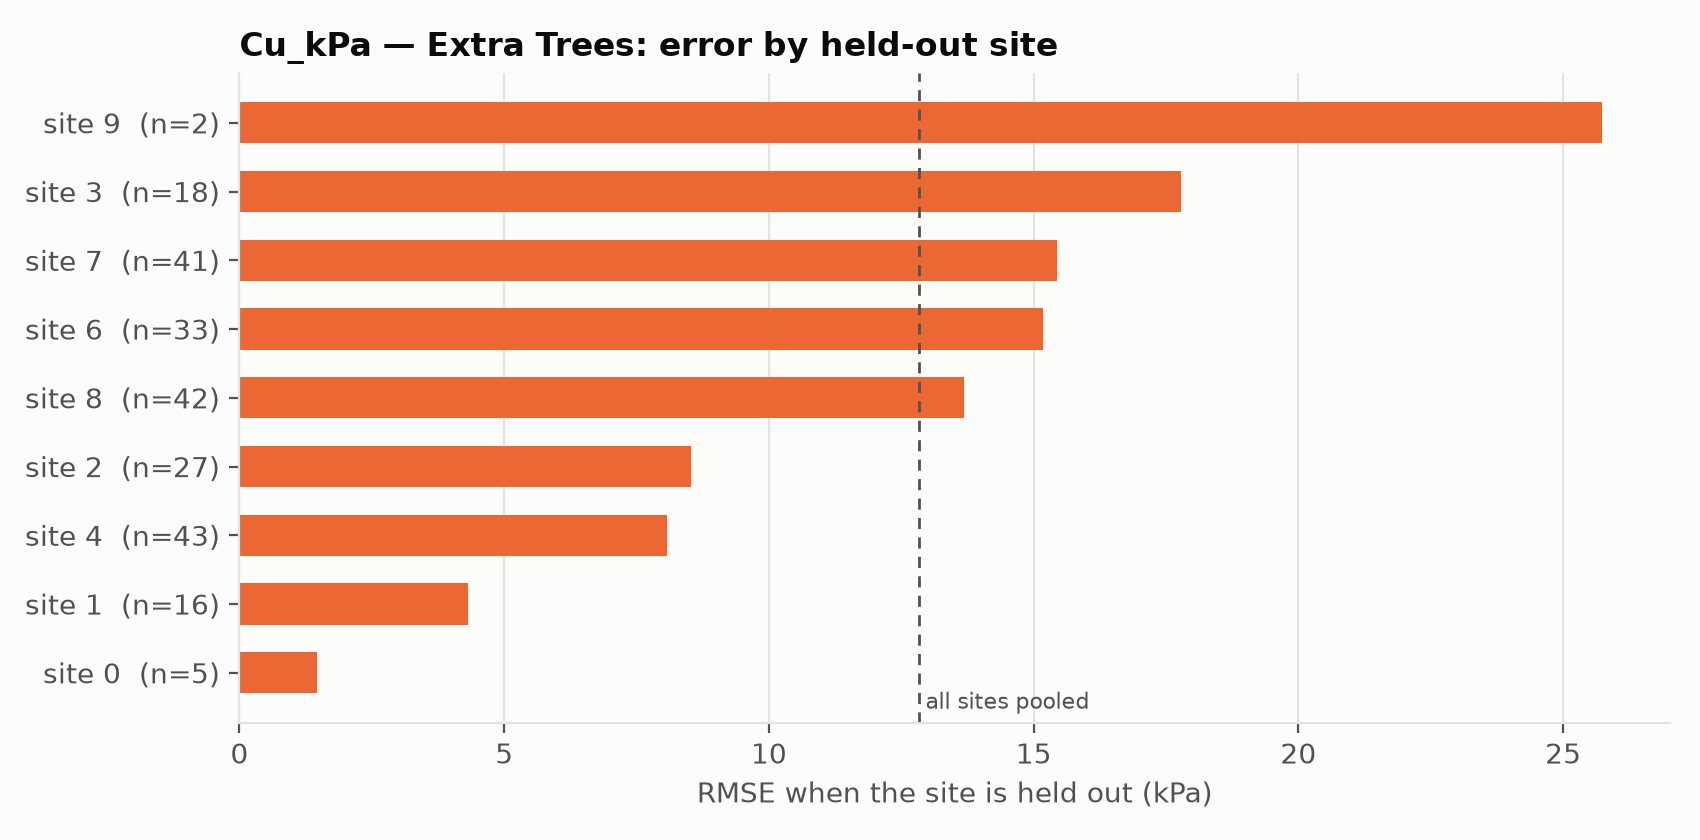 Cu_kPa — Extra Trees: error by held-out site
site 9 (n=2)
site 3 (n=18)
site 7 (n=41)
site 6 (n=33)
site 8 (n=42)
site 2 (n=27)
site 4 (n=43)
site 1 (n=16)
site 0 (n=5)
all sites pooled
0 5 10 15 20 25
RMSE when the site is held out (kPa)